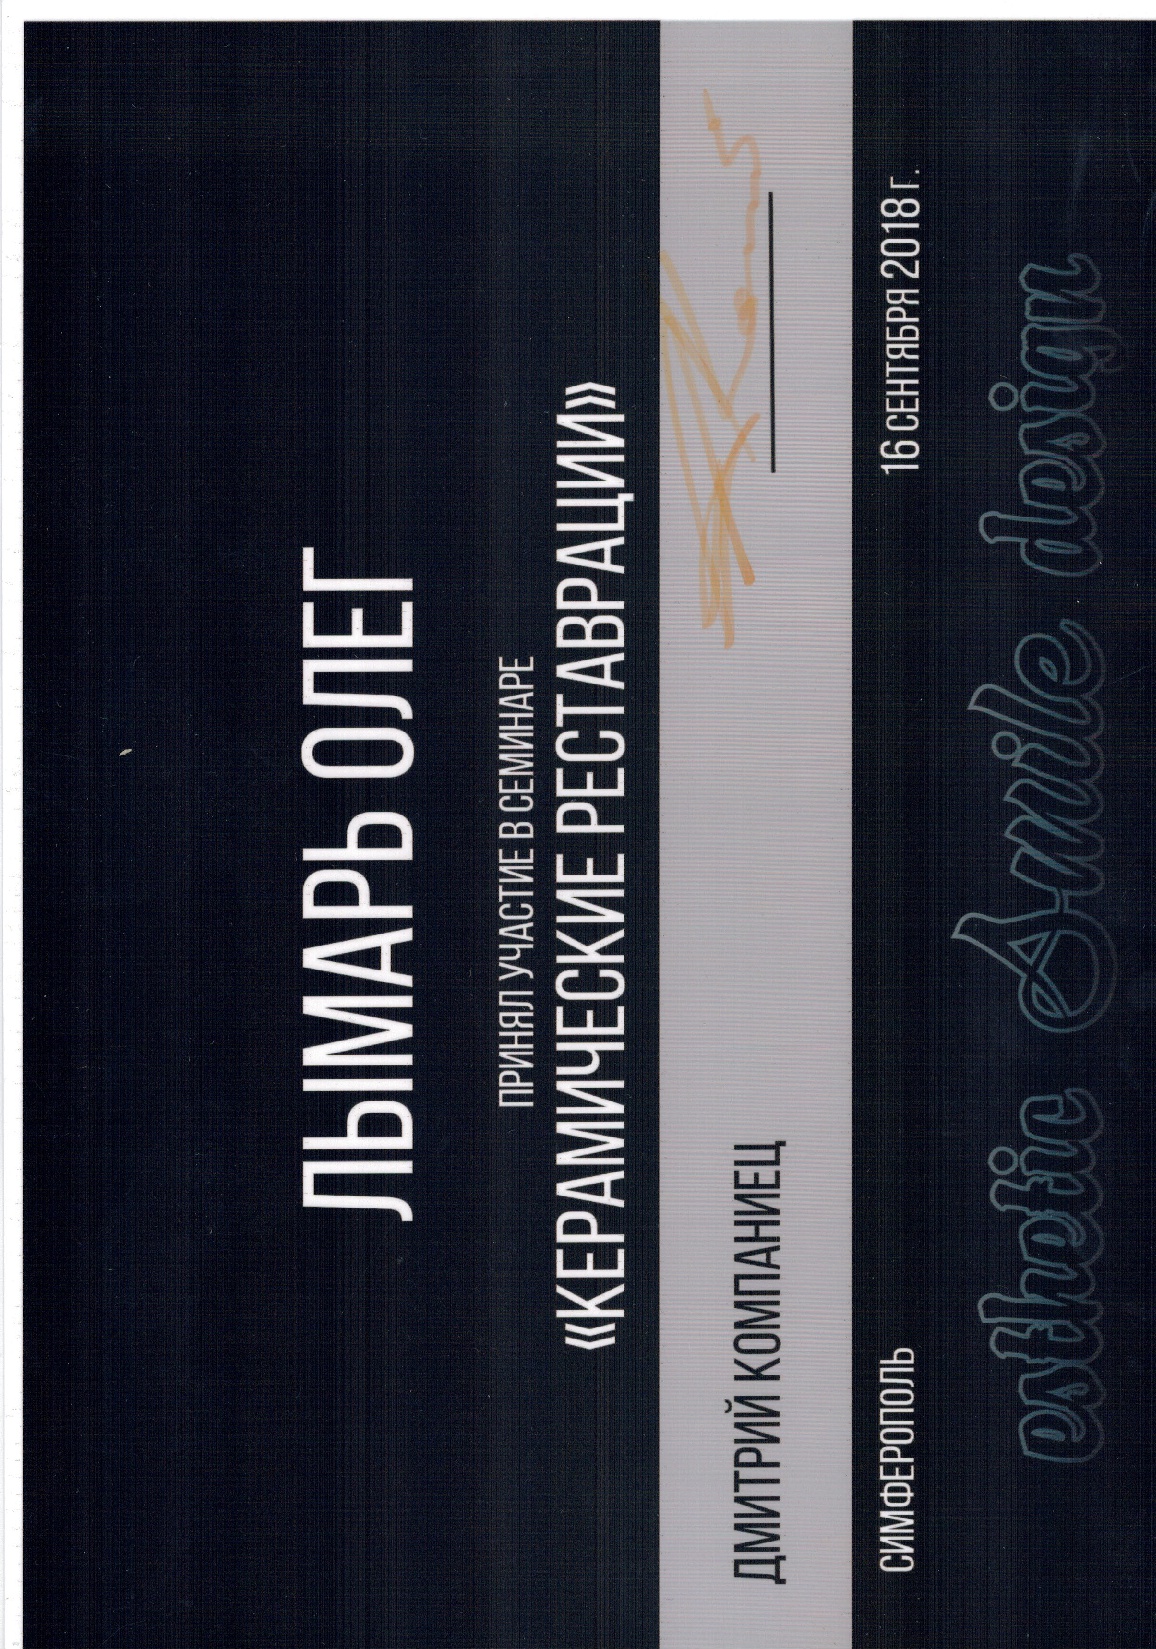 ЛЫМАРЬ ОЛЕГ
ПРИНЯЛ УЧАСТИЕ В СЕМИНАРЕ
«КЕРАМИЧЕСКИЕ РЕСТАВРАЦИИ»
ДМИТРИЙ КОМПАНИЕЦ
СИМФЕРОПОЛЬ 16 СЕНТЯБРЯ 2018 г.
esthetic Smile design